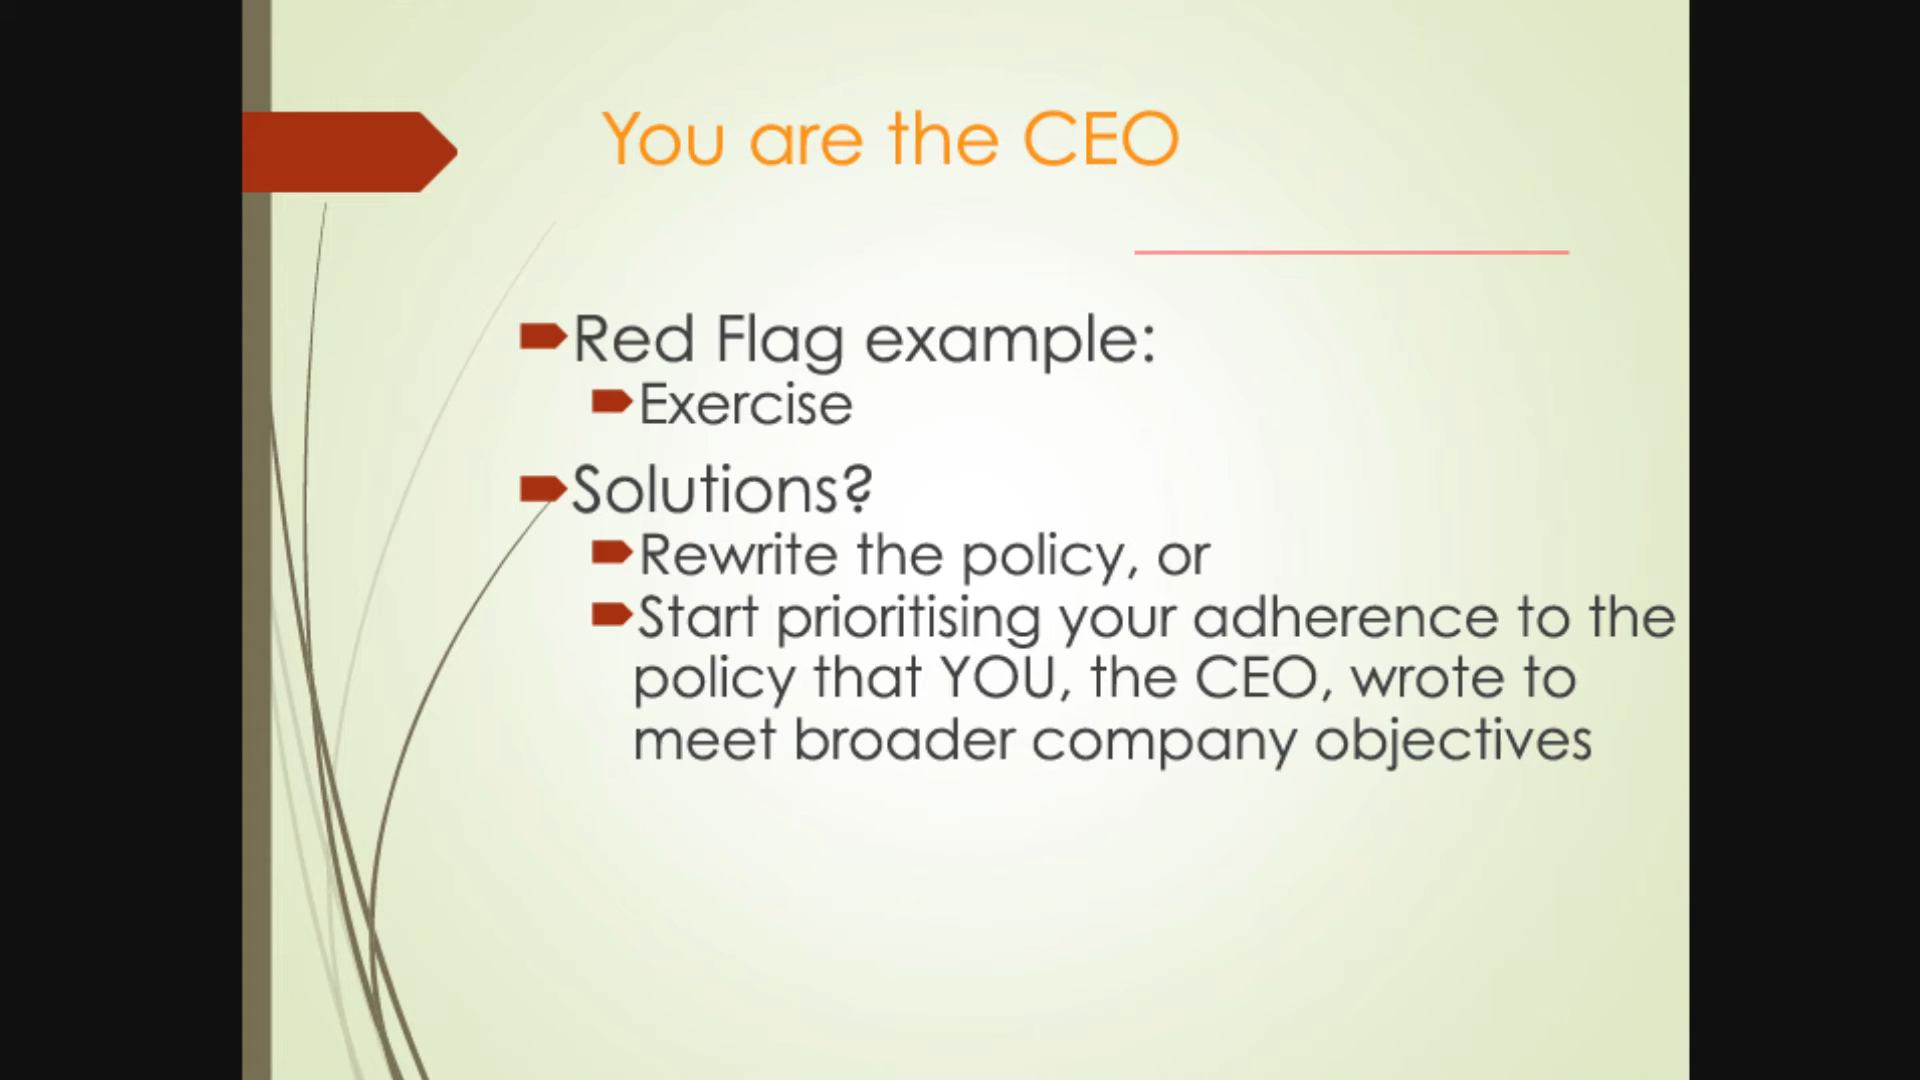 You are the CEO
Red Flag example:
Exercise
Solutions?
Rewrite the policy, or
Start prioritising your adherence to the
policy that YOU, the CEO, wrote to
meet broader company objectives